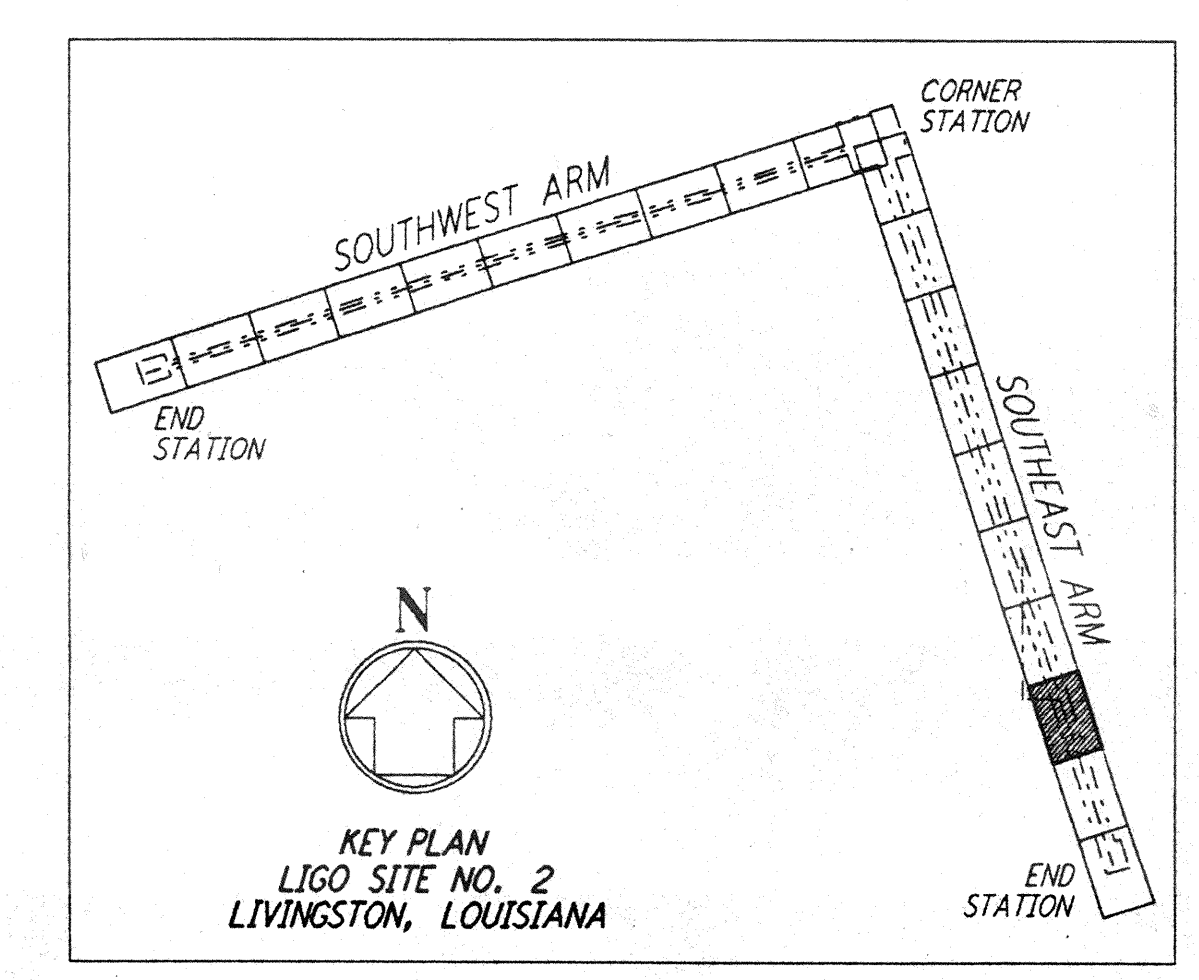 CORNER
STATION
SOUTHWEST ARM
END
STATION
SOUTHEAST ARM
N
KEY PLAN
LIGO SITE NO. 2
LIVINGSTON, LOUISIANA
END
STATION